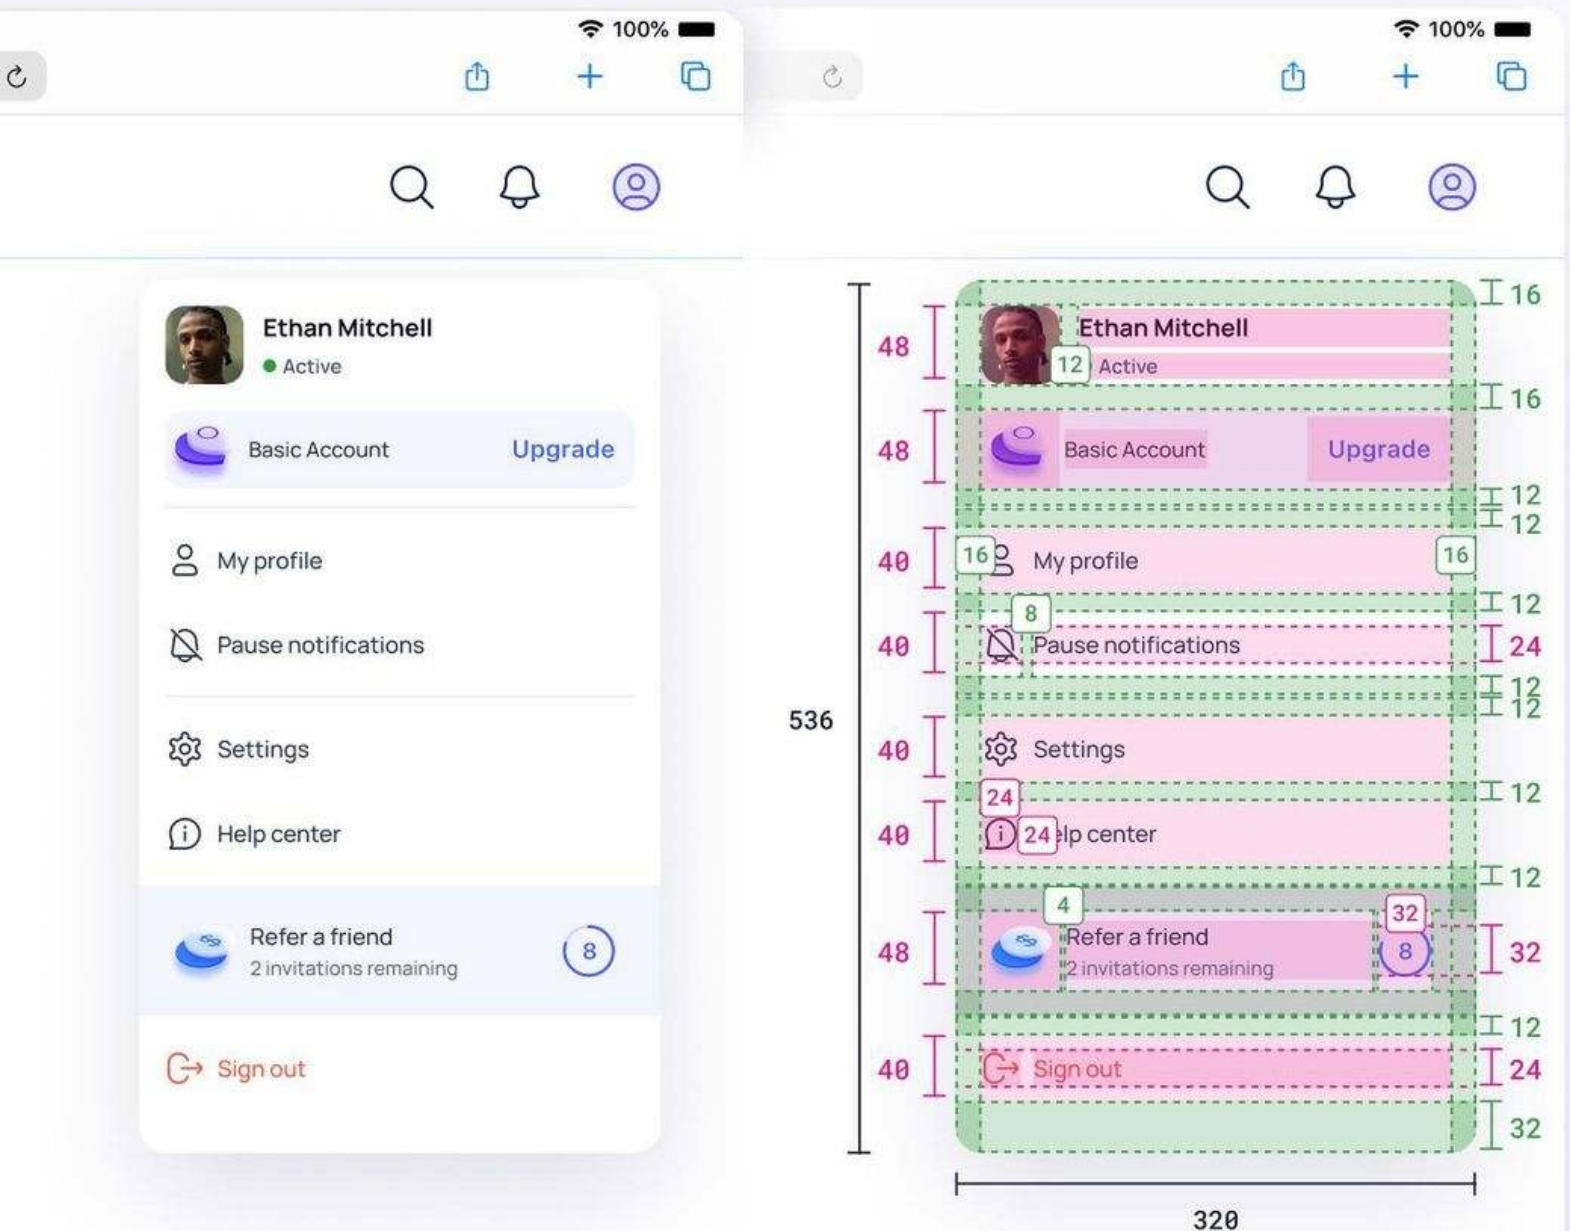 100%
100%
Ethan Mitchell
Active
Basic Account
Upgrade
My profile
Pause notifications
Settings
Help center
Refer a friend
2 invitations remaining
8
Sign out
536
48
48
40
40
40
40
48
40
Ethan Mitchell
12
Active
Basic Account
Upgrade
16
My profile
16
8
Pause notifications
Settings
24
24
elp center
4
32
Refer a friend
2 invitations remaining
8
Sign out
16
16
12
12
12
24
12
12
12
12
32
12
24
32
320